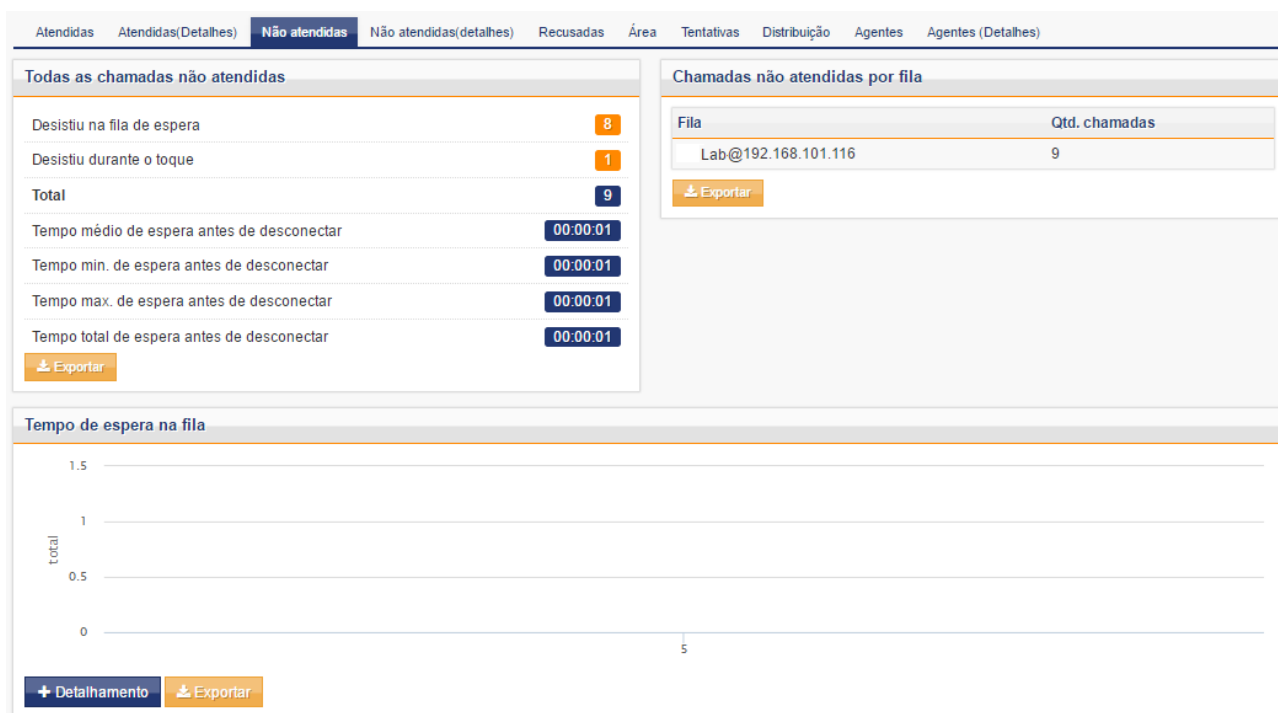 Atendidas Atendidas(Detalhes) Não atendidas Não atendidas(detalhes) Recusadas Área Tentativas Distribuição Agentes Agentes (Detalhes)
Todas as chamadas não atendidas
Desistiu na fila de espera 8
Desistiu durante o toque 1
Total 9
Tempo médio de espera antes de desconectar 00:00:01
Tempo min. de espera antes de desconectar 00:00:01
Tempo max. de espera antes de desconectar 00:00:01
Tempo total de espera antes de desconectar 00:00:01
Exportar
Chamadas não atendidas por fila
Fila Qtd. chamadas
Lab@192.168.101.116 9
Exportar
Tempo de espera na fila
1.5
1
0.5
0
total
5
Detalhamento Exportar